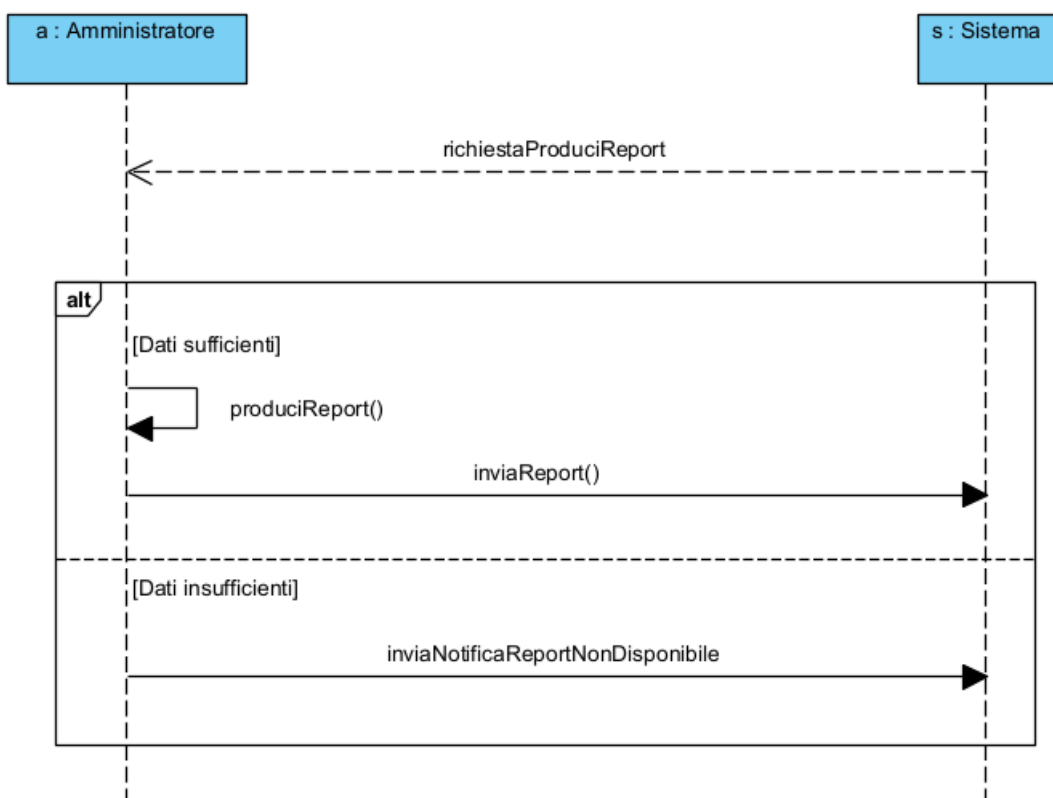 a : Amministratore
s : Sistema
richiestaProduciReport
alt
[Dati sufficienti]
produciReport()
inviaReport()
[Dati insufficienti]
inviaNotificaReportNonDisponibile